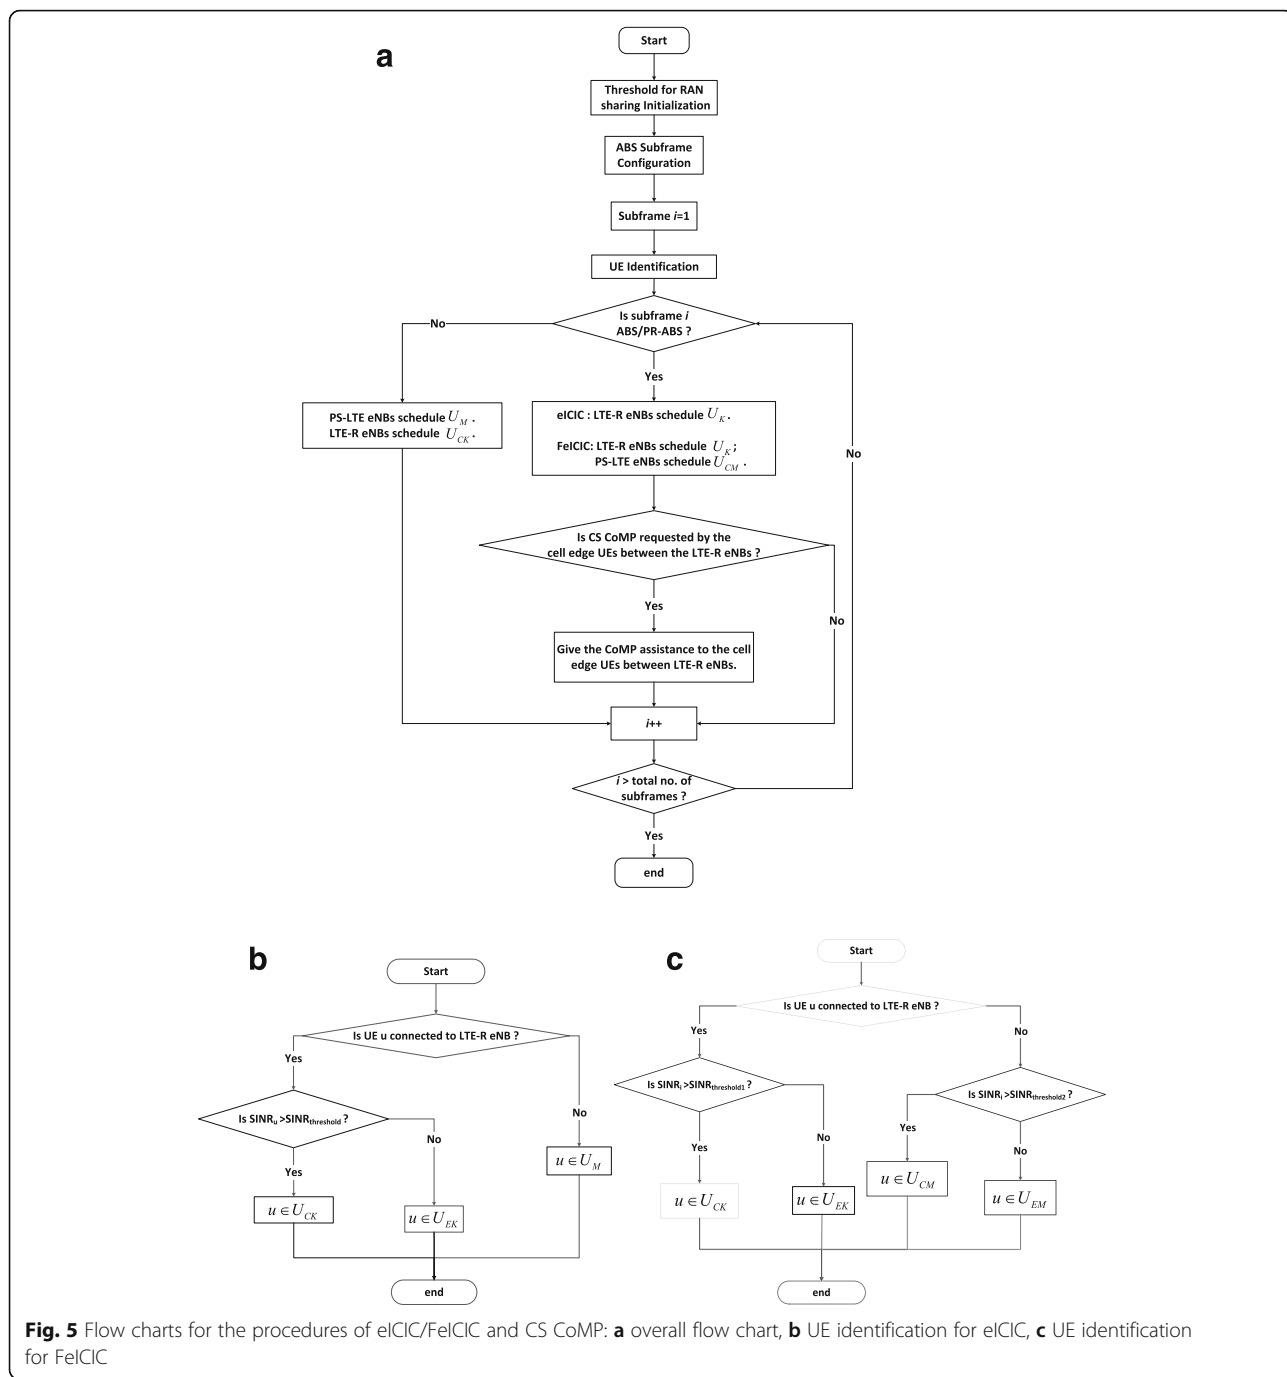 a
Start
Threshold for RAN
sharing Initialization
ABS Subframe
Configuration
Subframe i=1
UE Identification
Is subframe i
ABS/PR-ABS ?
No
Yes
PS-LTE eNBs schedule U_M .
LTE-R eNBs schedule U_CK .
eICIC : LTE-R eNBs schedule U_K .
FeICIC: LTE-R eNBs schedule U_K ;
PS-LTE eNBs schedule U_CM .
No
Is CS CoMP requested by the
cell edge UEs between the LTE-R eNBs ?
Yes
No
Give the CoMP assistance to the cell
edge UEs between LTE-R eNBs.
i++
i > total no. of
subframes ?
Yes
end
b
Start
Is UE u connected to LTE-R eNB ?
Yes
Is SINR_u >SINR_threshold ?
No
No
Yes
u ∈ U_M
u ∈ U_CK
u ∈ U_EK
end
c
Start
Is UE u connected to LTE-R eNB ?
Yes
No
Is SINR_i >SINR_threshold1 ?
Is SINR_i >SINR_threshold2 ?
Yes
No
Yes
No
u ∈ U_CK
u ∈ U_EK
u ∈ U_CM
u ∈ U_EM
end
Fig. 5 Flow charts for the procedures of eICIC/FeICIC and CS CoMP: a overall flow chart, b UE identification for eICIC, c UE identification
for FeICIC